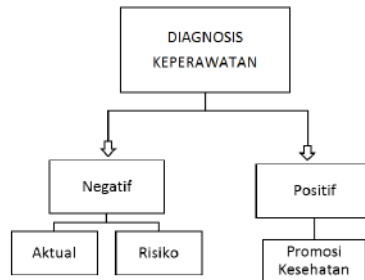 DIAGNOSIS
KEPERAWATAN
Negatif
Positif
Aktual
Risiko
Promosi
Kesehatan